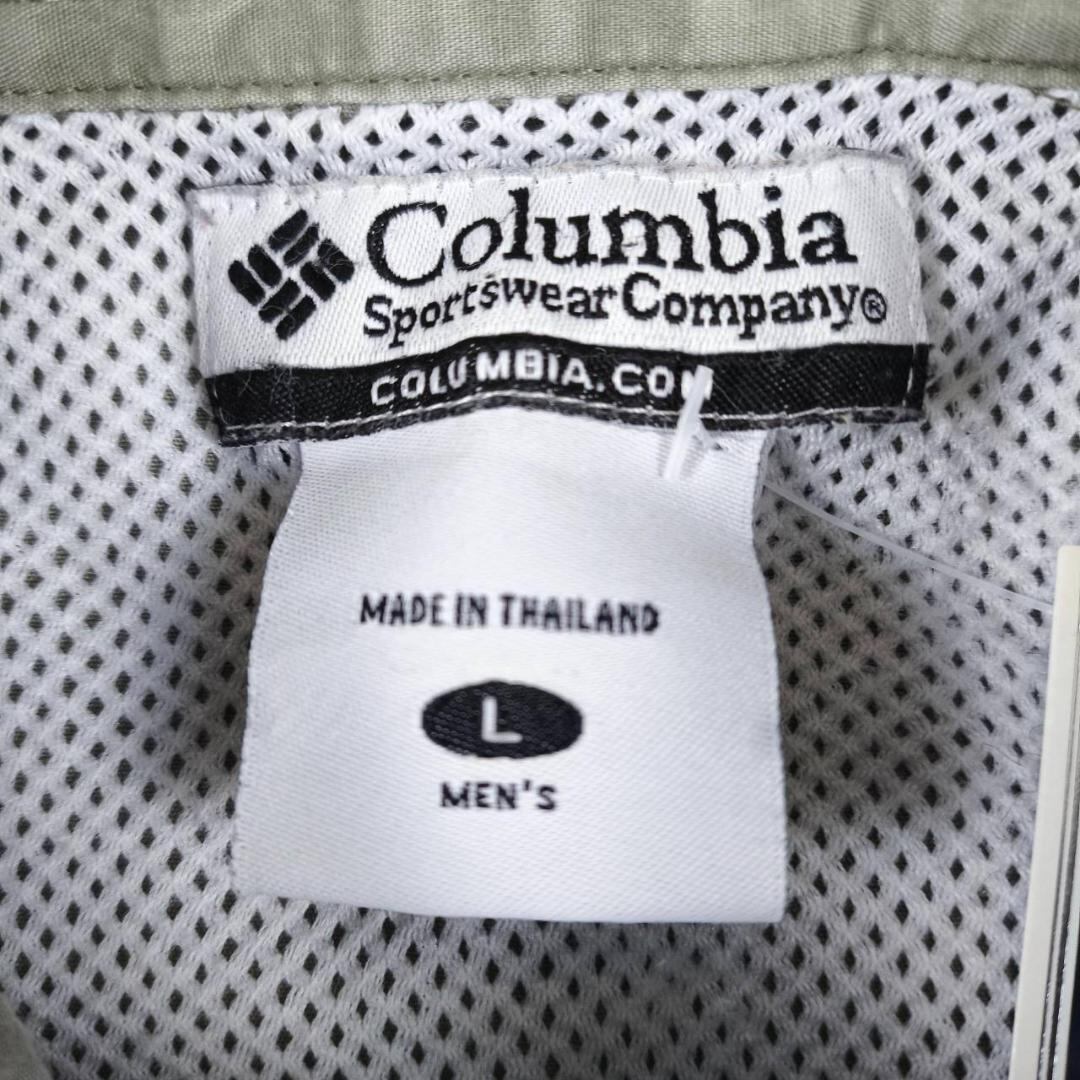 Columbia
Sportswear Company®
COLUMBIA.COM
MADE IN THAILAND
L
MEN'S